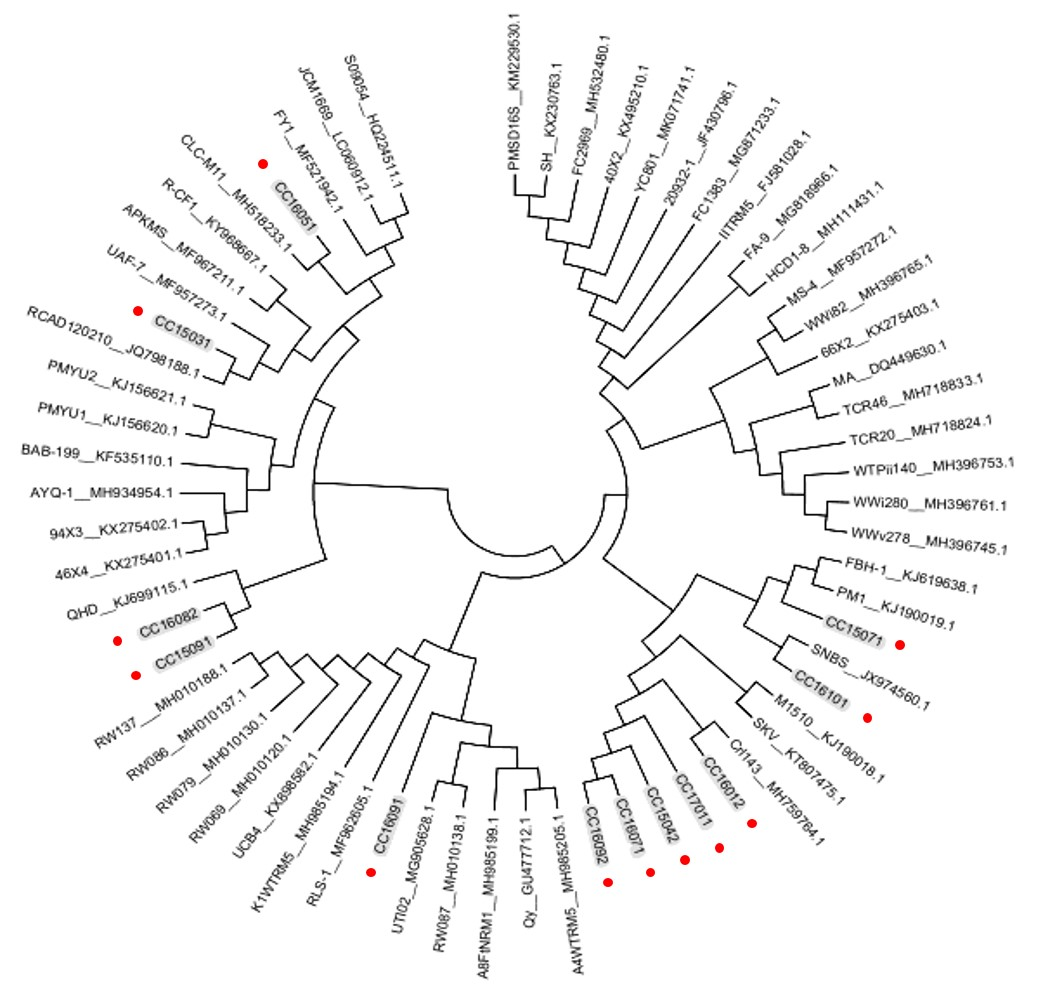 PMSD16S__KM229530.1
SH__KX230763.1
FC2969__MH532480.1
40X2__KX495210.1
YC801__MK071741.1
20932-1__JF430796.1
FC1383__MG871233.1
IITRM5__FJ581028.1
FA-9__MG818966.1
HCD1-8__MH111431.1
MS-4__MF957272.1
WWi82__MH396765.1
66X2__KX275403.1
MA__DQ449630.1
TCR46__MH718833.1
TCR20__MH718824.1
WTPii140__MH396753.1
WWi280__MH396761.1
WWv278__MH396745.1
FBH-1__KJ619638.1
PM1__KJ190019.1
CC15071
SNBS__JX974560.1
CC16101
M1510__KJ190018.1
SKV__KT807475.1
Crl143__MH759764.1
CC16012
CC17011
CC15042
CC16071
CC16092
A4WTRM5__MH985205.1
Qy__GU477712.1
A8FtNRM1__MH985199.1
RW087__MH010138.1
UTI02__MG905628.1
CC16091
RLS-1__MF962605.1
K1WTRM5__MH985194.1
UCB4__KX898582.1
RW069__MH010120.1
RW079__MH010130.1
RW086__MH010137.1
RW137__MH010188.1
CC15091
CC16082
QHD__KJ699115.1
46X4__KX275401.1
94X3__KX275402.1
AYQ-1__MH934954.1
BAB-199__KF535110.1
PMYU1__KJ156620.1
PMYU2__KJ156621.1
RCAD120210__JQ798188.1
CC15031
UAF-7__MF957273.1
APKMS__MF967211.1
R-CF1__KY968667.1
CLC-M11__MH518233.1
CC16051
FY1__MF521942.1
JCM1669__LC060912.1
S09054__HQ224511.1